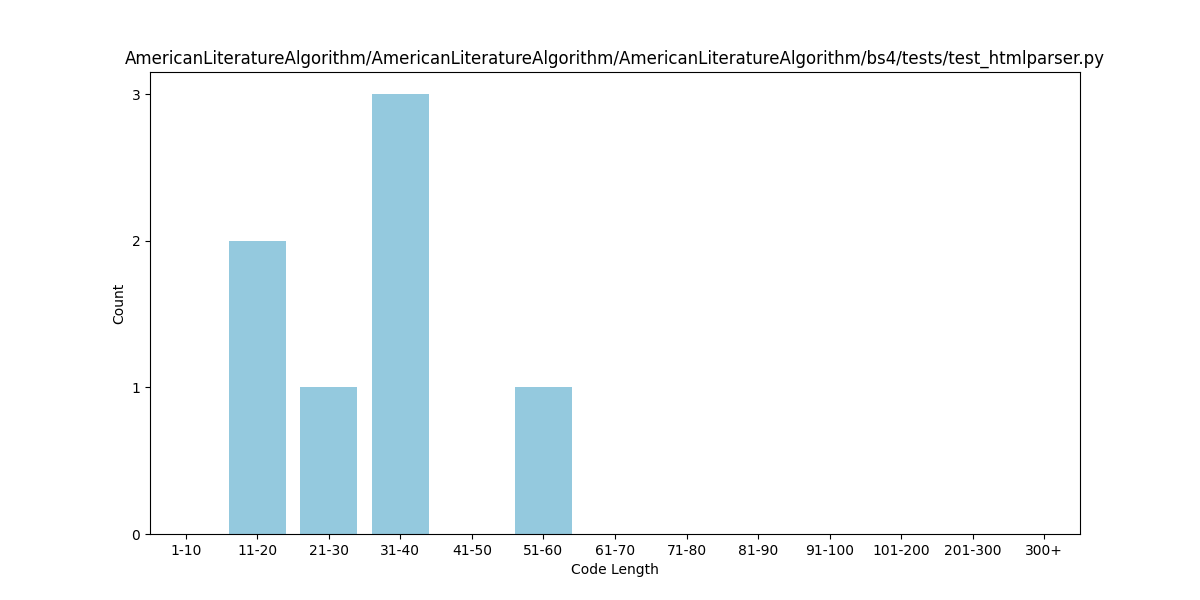 AmericanLiteratureAlgorithm/AmericanLiteratureAlgorithm/AmericanLiteratureAlgorithm/bs4/tests/test_htmlparser.py
3
2
1
0
Count
1-10 11-20 21-30 31-40 41-50 51-60 61-70 71-80 81-90 91-100 101-200 201-300 300+
Code Length